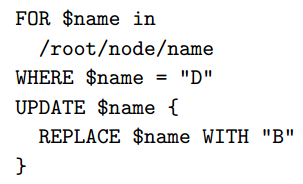 FOR $name in
/root/node/name
WHERE $name = "D"
UPDATE $name {
REPLACE $name WITH "B"
}